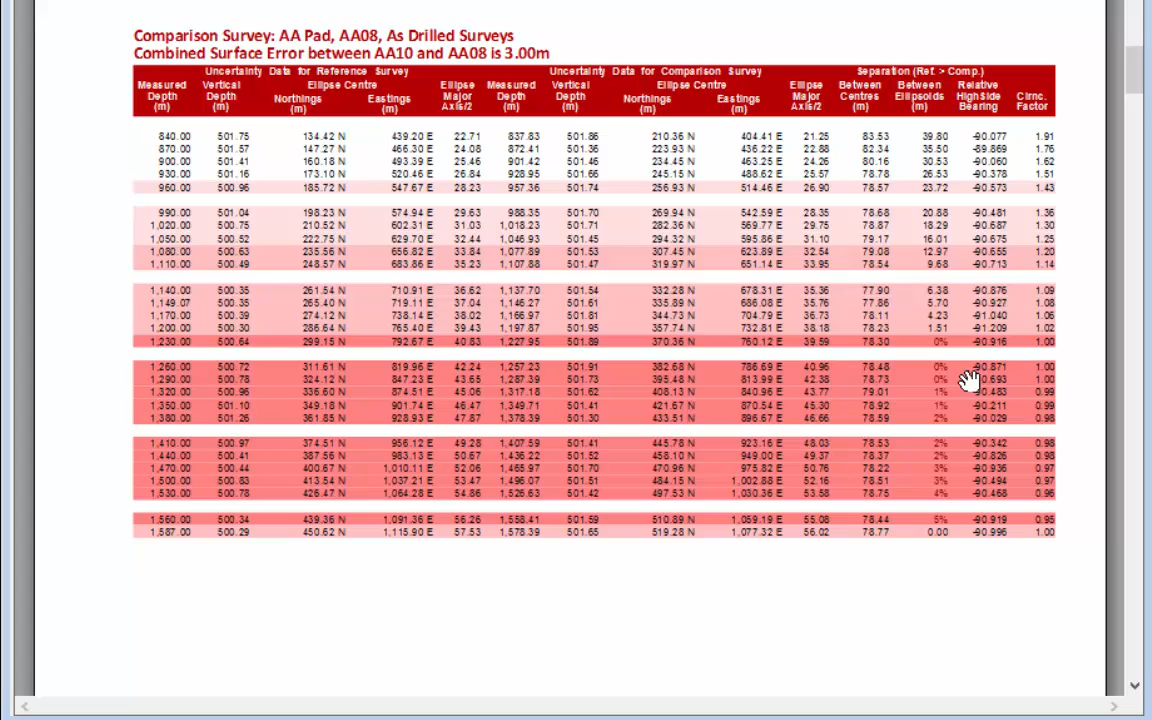 Comparison Survey: AA Pad, AA08, As Drilled Surveys
Combined Surface Error between AA10 and AA08 is 3.00m
Uncertainty Data for Reference Survey Uncertainty Data for Comparison Survey Separation (Ref. > Comp.)
Measured Vertical Ellipse Centre Ellipse Measured Vertical Ellipse Centre Ellipse Between Between Relative
Depth Depth Northings Eastings Major Depth Depth Northings Eastings Major Centres Ellipsoids HighSide Circ.
(m) (m) (m) (m) Axis/2 (m) (m) (m) (m) Axis/2 (m) (m) Bearing Factor
840.00 501.75 134.42 N 439.20 E 22.71 837.83 501.86 210.36 N 404.41 E 21.25 83.53 39.80 -90.077 1.91
870.00 501.57 147.27 N 466.30 E 24.08 872.41 501.36 223.93 N 436.22 E 22.88 82.34 35.50 -89.869 1.76
900.00 501.41 160.18 N 493.39 E 25.46 901.42 501.46 234.45 N 463.25 E 24.26 80.16 30.53 -90.060 1.62
930.00 501.16 173.10 N 520.46 E 26.84 928.95 501.66 245.15 N 488.62 E 25.57 78.78 26.53 -90.378 1.51
960.00 500.96 185.72 N 547.67 E 28.23 957.36 501.74 256.93 N 514.46 E 26.90 78.57 23.72 -90.573 1.43
990.00 501.04 198.23 N 574.94 E 29.63 988.35 501.70 269.94 N 542.59 E 28.35 78.68 20.88 -90.481 1.36
1,020.00 500.75 210.52 N 602.31 E 31.03 1,018.23 501.71 282.36 N 569.77 E 29.75 78.87 18.29 -90.687 1.30
1,050.00 500.52 222.75 N 629.70 E 32.44 1,046.93 501.45 294.32 N 595.86 E 31.10 79.17 16.01 -90.675 1.25
1,080.00 500.63 235.56 N 656.82 E 33.84 1,077.89 501.53 307.45 N 623.89 E 32.54 79.08 12.97 -90.655 1.20
1,110.00 500.49 248.57 N 683.86 E 35.23 1,107.88 501.47 319.97 N 651.14 E 33.95 78.54 9.68 -90.713 1.14
1,140.00 500.35 261.54 N 710.91 E 36.62 1,137.70 501.54 332.28 N 678.31 E 35.36 77.90 6.38 -90.876 1.09
1,149.07 500.35 265.40 N 719.11 E 37.04 1,146.27 501.61 335.89 N 686.08 E 35.76 77.86 5.70 -90.927 1.08
1,170.00 500.39 274.12 N 738.14 E 38.02 1,166.97 501.81 344.73 N 704.79 E 36.73 78.11 4.23 -91.040 1.06
1,200.00 500.30 286.64 N 765.40 E 39.43 1,197.87 501.95 357.74 N 732.81 E 38.18 78.23 1.51 -91.209 1.02
1,230.00 500.64 299.15 N 792.67 E 40.83 1,227.95 501.89 370.36 N 760.12 E 39.59 78.30 0% -90.916 1.00
1,260.00 500.72 311.61 N 819.96 E 42.24 1,257.23 501.91 382.68 N 786.69 E 40.96 78.48 0% -90.871 1.00
1,290.00 500.78 324.12 N 847.23 E 43.65 1,287.39 501.73 395.48 N 813.99 E 42.38 78.73 0% 1.00
1,320.00 500.96 336.60 N 874.51 E 45.06 1,317.18 501.62 408.13 N 840.96 E 43.77 79.01 1% 0.99
1,350.00 501.10 349.18 N 901.74 E 46.47 1,349.71 501.41 421.67 N 870.54 E 45.30 78.92 1% -90.211 0.99
1,380.00 501.26 361.85 N 928.93 E 47.87 1,378.39 501.30 433.51 N 896.67 E 46.66 78.59 2% -90.029 0.98
1,410.00 500.97 374.51 N 956.12 E 49.28 1,407.59 501.41 445.78 N 923.16 E 48.03 78.53 2% -90.342 0.98
1,440.00 500.41 387.56 N 983.13 E 50.67 1,436.22 501.52 458.10 N 949.00 E 49.37 78.37 2% -90.826 0.98
1,470.00 500.44 400.67 N 1,010.11 E 52.06 1,465.97 501.70 470.96 N 975.82 E 50.76 78.22 3% -90.936 0.97
1,500.00 500.83 413.54 N 1,037.21 E 53.47 1,496.07 501.51 484.15 N 1,002.88 E 52.16 78.51 3% -90.494 0.97
1,530.00 500.78 426.47 N 1,064.28 E 54.86 1,526.63 501.42 497.53 N 1,030.36 E 53.58 78.75 4% -90.468 0.96
1,560.00 500.34 439.36 N 1,091.36 E 56.26 1,558.41 501.59 510.89 N 1,059.19 E 55.08 78.44 5% -90.919 0.95
1,587.00 500.29 450.62 N 1,115.90 E 57.53 1,578.39 501.65 519.28 N 1,077.32 E 56.02 78.77 0.00 -90.996 1.00